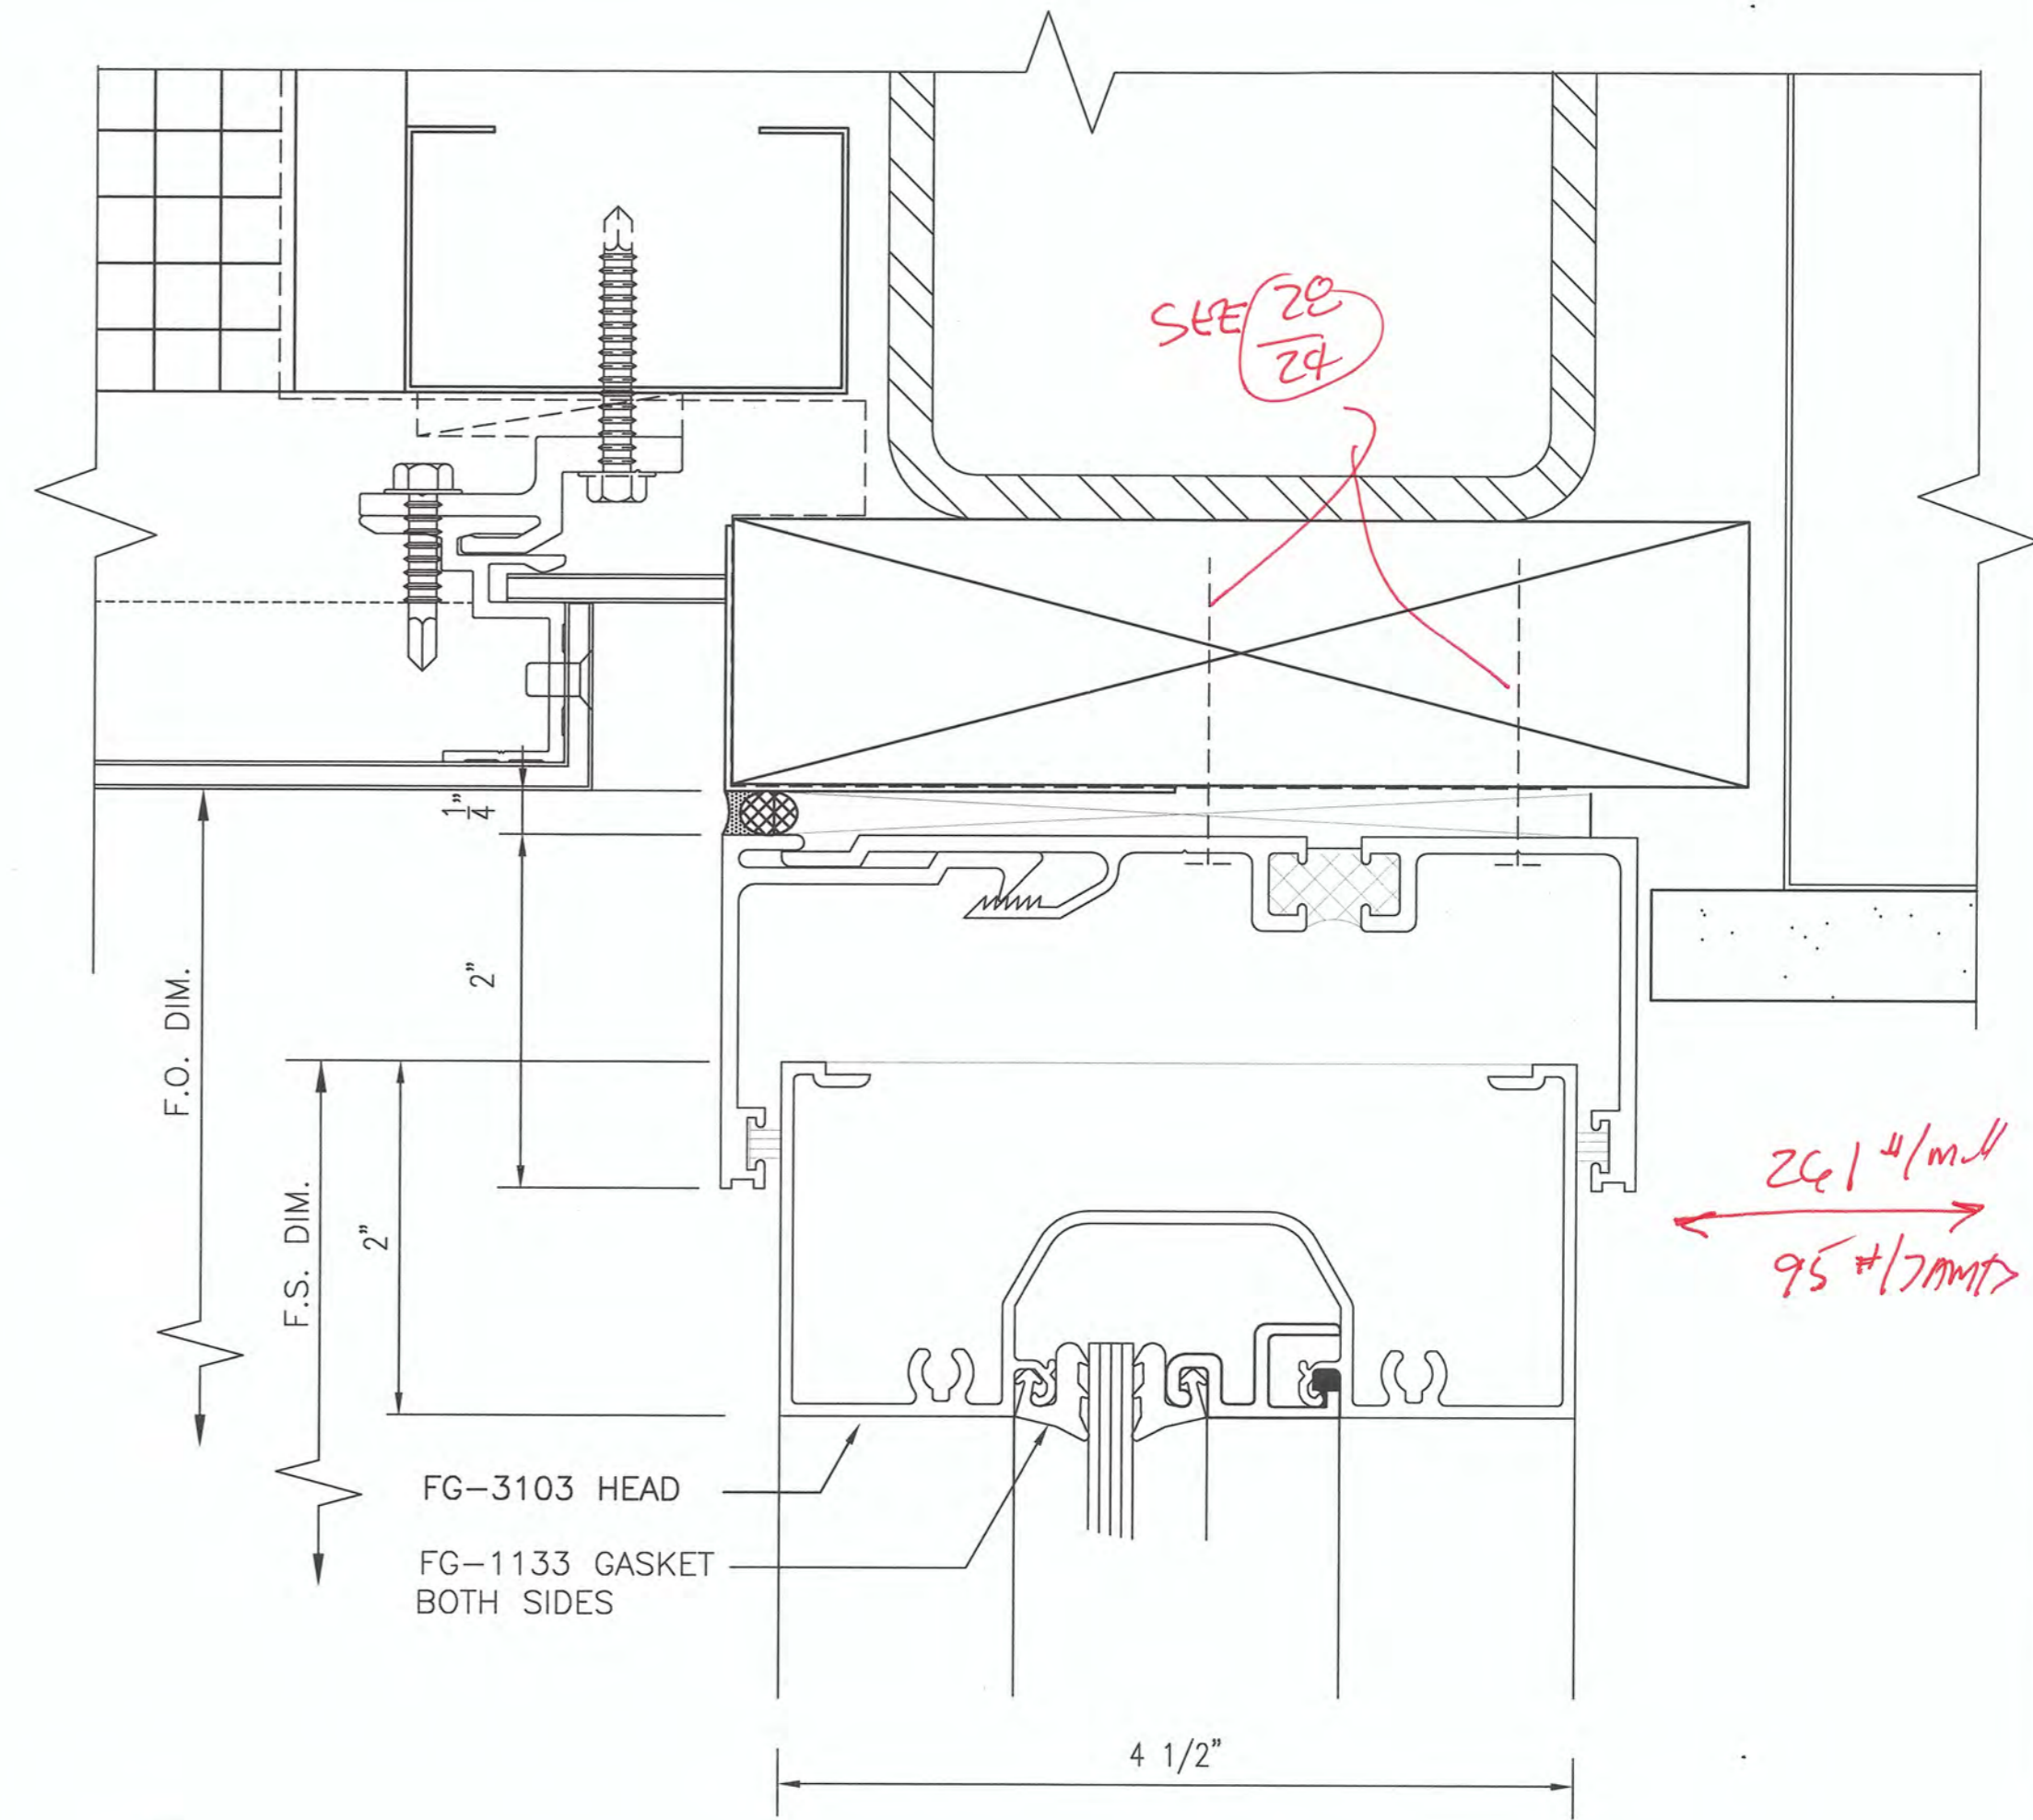 SEE 28
24
1/4"
2"
F.O. DIM.
F.S. DIM.
2"
261 #/mull
95 #/JAMB
FG-3103 HEAD
FG-1133 GASKET
BOTH SIDES
4 1/2"